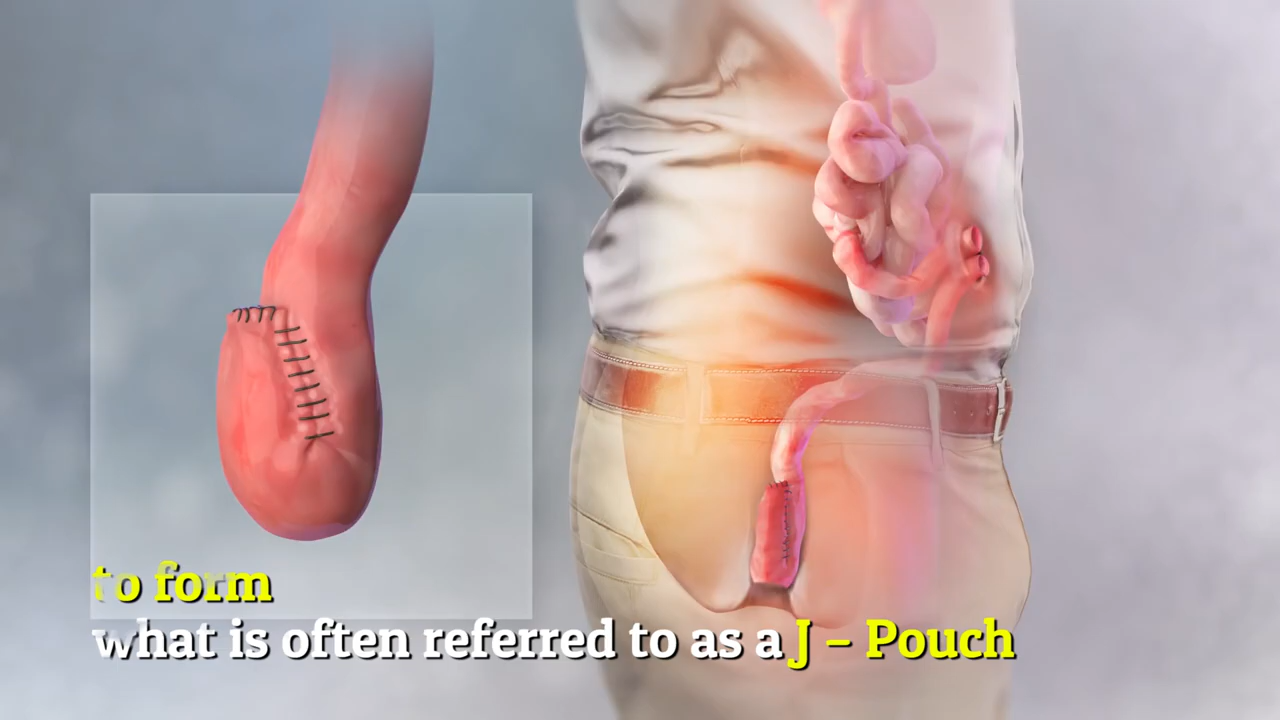 to form
what is often referred to as a J – Pouch